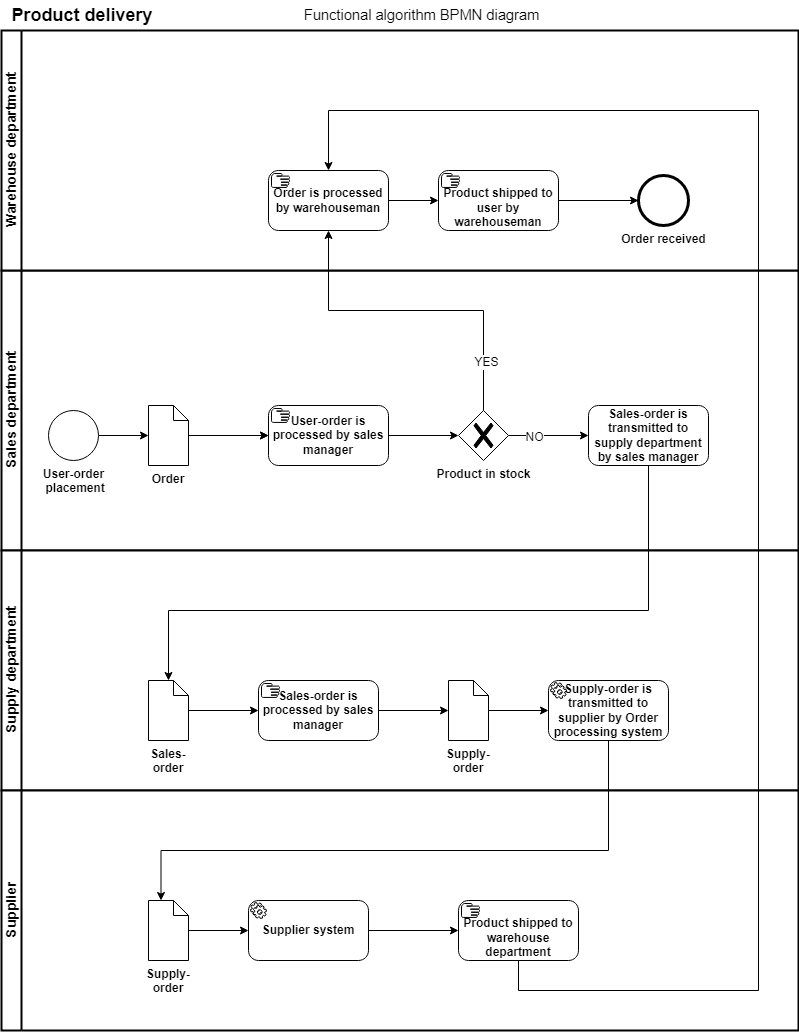 Product delivery
Functional algorithm BPMN diagram
Warehouse department
Order is processed
by warehouseman
Product shipped to
user by
warehouseman
Order received
Sales department
YES
User-order
placement
Order
User-order is
processed by sales
manager
Product in stock
NO
Sales-order is
transmitted to
supply department
by sales manager
Supply department
Sales-
order
Sales-order is
processed by sales
manager
Supply-
order
Supply-order is
transmitted to
supplier by Order
processing system
Supplier
Supply-
order
Supplier system
Product shipped to
warehouse
department